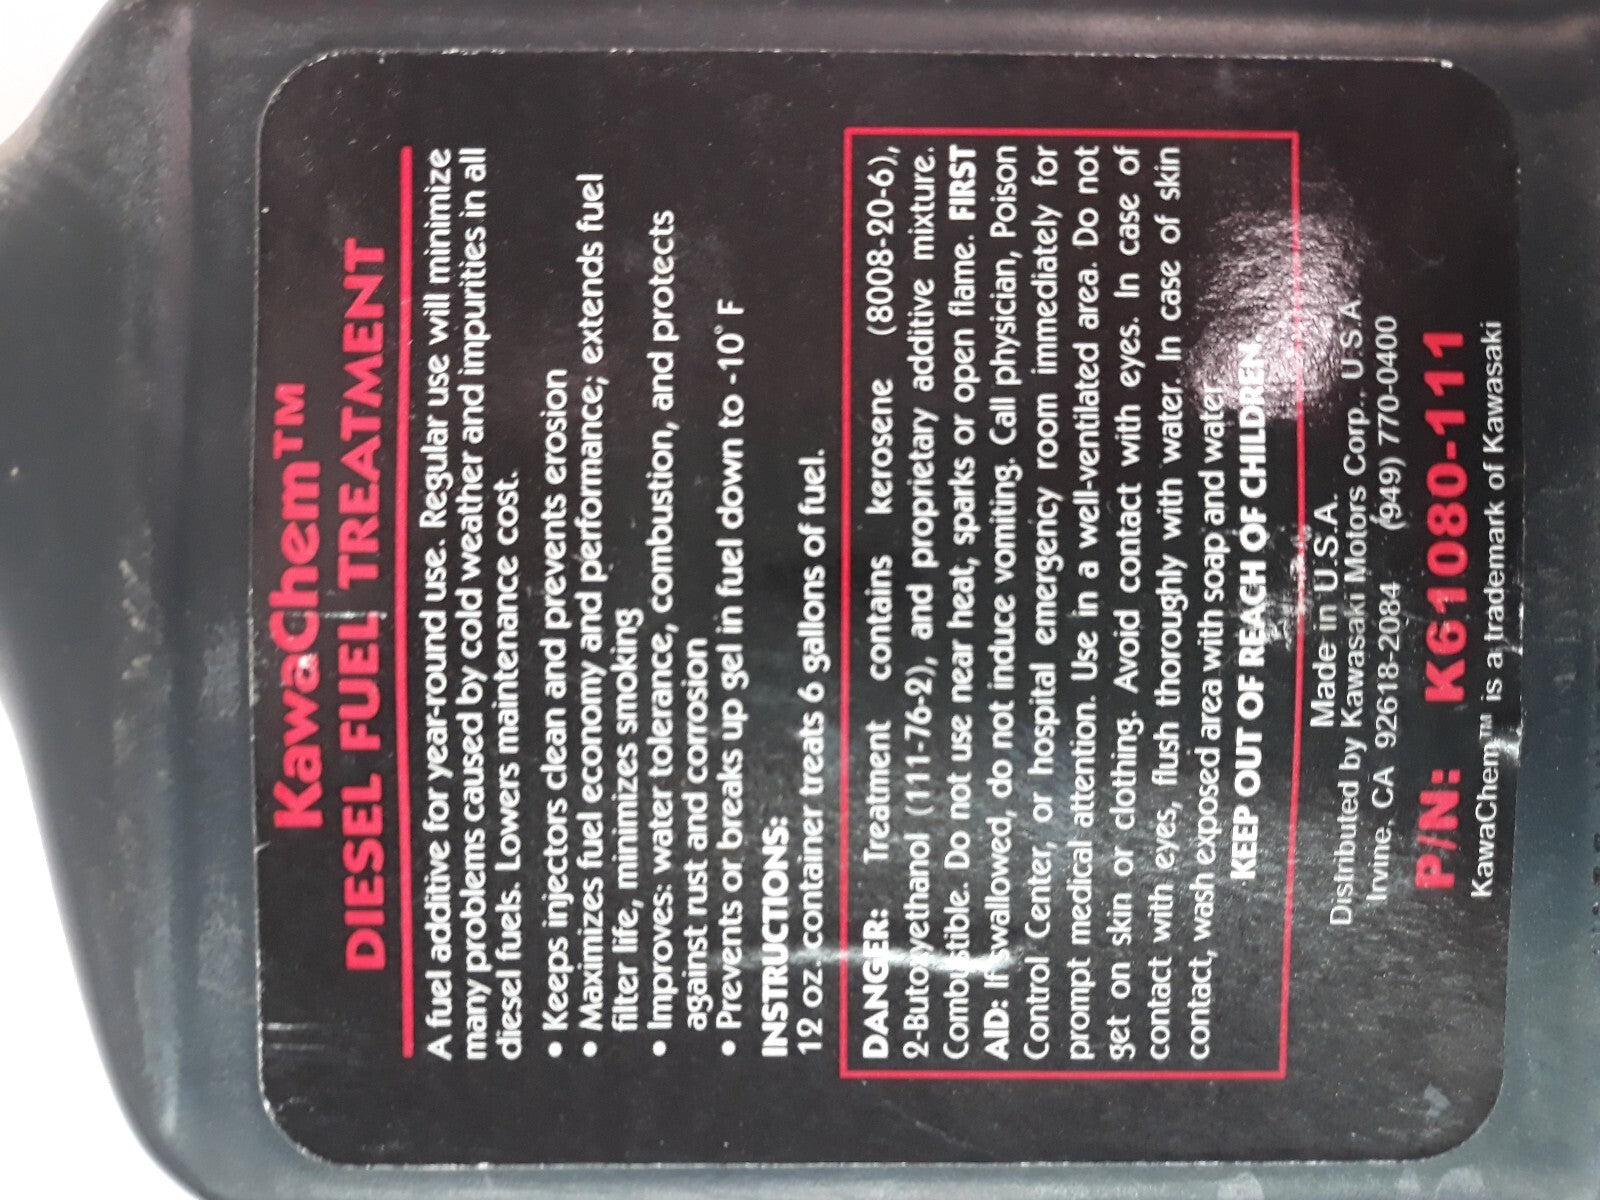 KawaChem™
DIESEL FUEL TREATMENT
A fuel additive for year-round use. Regular use will minimize
many problems caused by cold weather and impurities in all
diesel fuels. Lowers maintenance cost.
• Keeps injectors clean and prevents erosion
• Maximizes fuel economy and performance; extends fuel
filter life, minimizes smoking
• Improves: water tolerance, combustion, and protects
against rust and corrosion
• Prevents or breaks up gel in fuel down to -10° F
INSTRUCTIONS:
12 oz. container treats 6 gallons of fuel.
DANGER: Treatment contains kerosene (8008-20-6),
2-Butoxyethanol (111-76-2), and proprietary additive mixture.
Combustible. Do not use near heat, sparks or open flame. FIRST
AID: If swallowed, do not induce vomiting. Call physician, Poison
Control Center, or hospital emergency room immediately for
prompt medical attention. Use in a well-ventilated area. Do not
get on skin or clothing. Avoid contact with eyes. In case of
contact with eyes, flush thoroughly with water. In case of skin
contact, wash exposed area with soap and water.
KEEP OUT OF REACH OF CHILDREN.
Made in U.S.A.
Distributed by Kawasaki Motors Corp., U.S.A.
Irvine, CA 92618-2084 (949) 770-0400
P/N: K61080-111
KawaChem™ is a trademark of Kawasaki